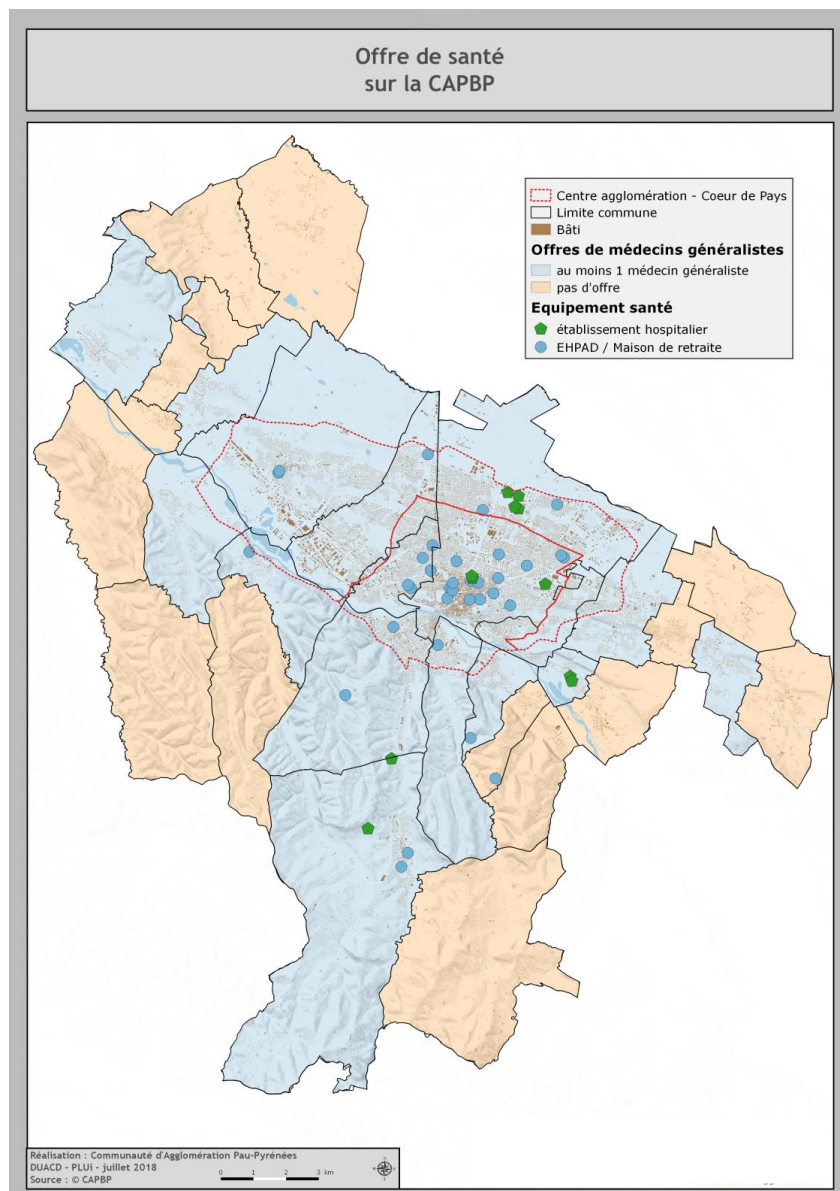 Offre de santé
sur la CAPBP
Centre agglomération - Coeur de Pays
Limite commune
Bâti
Offres de médecins généralistes
au moins 1 médecin généraliste
pas d'offre
Equipement santé
établissement hospitalier
EHPAD / Maison de retraite
Réalisation : Communauté d'Agglomération Pau-Pyrénées
DUACD - PLUi - juillet 2018
Source : © CAPBP
0 1 2 3 km